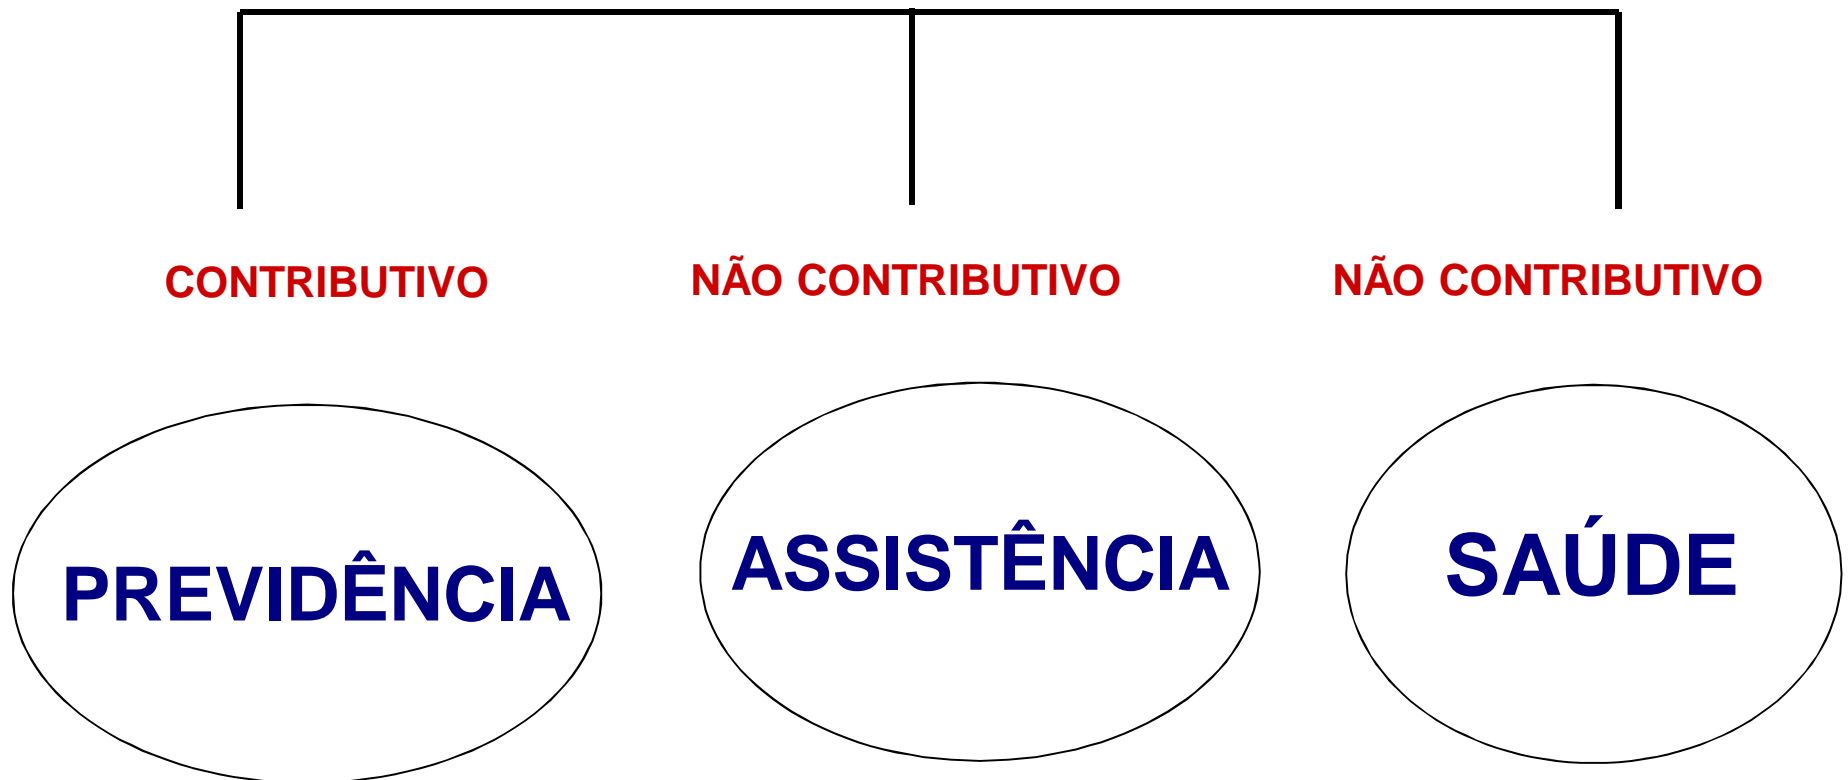 CONTRIBUTIVO
NÃO CONTRIBUTIVO
NÃO CONTRIBUTIVO
PREVIDÊNCIA
ASSISTÊNCIA
SAÚDE